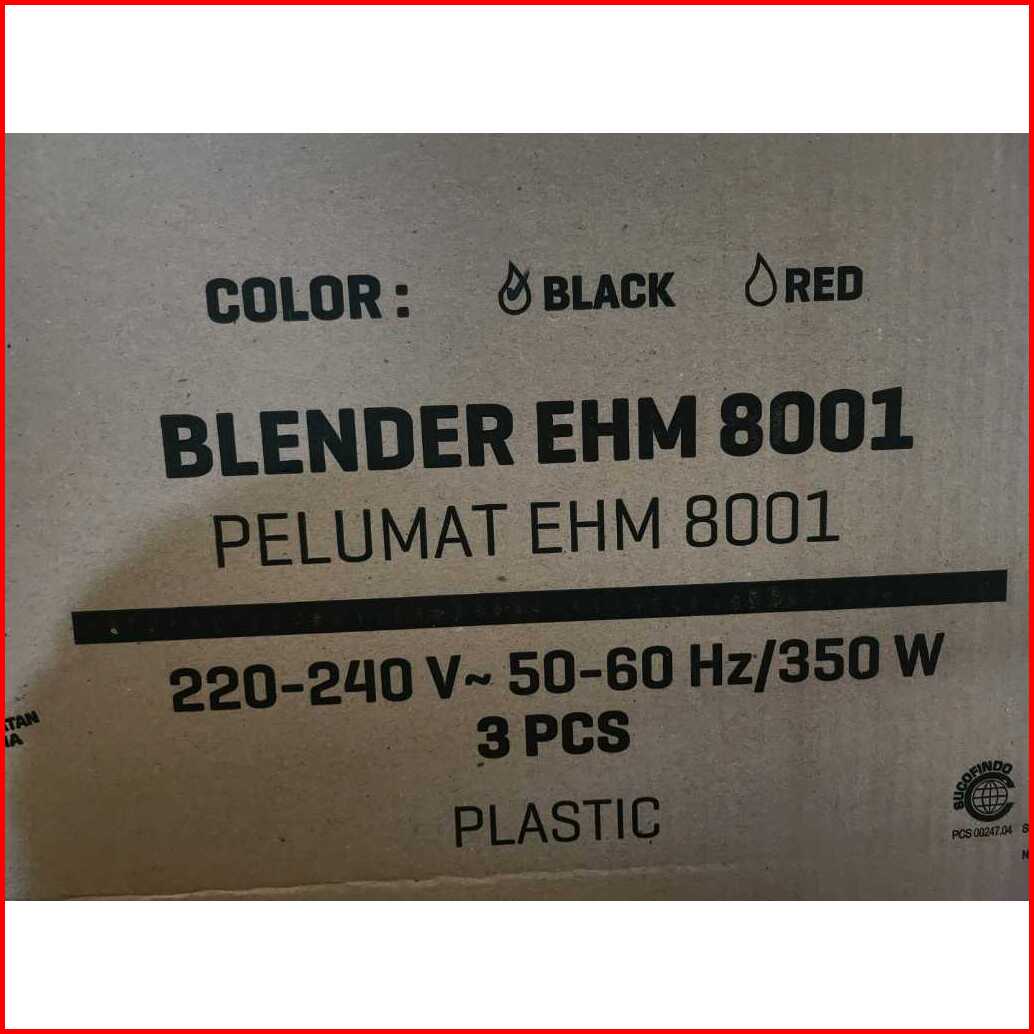 COLOR : BLACK RED
BLENDER EHM 8001
PELUMAT EHM 8001
220-240 V~ 50-60 Hz/350 W
3 PCS
PLASTIC
SUCOFINDO
PCS 00247.04